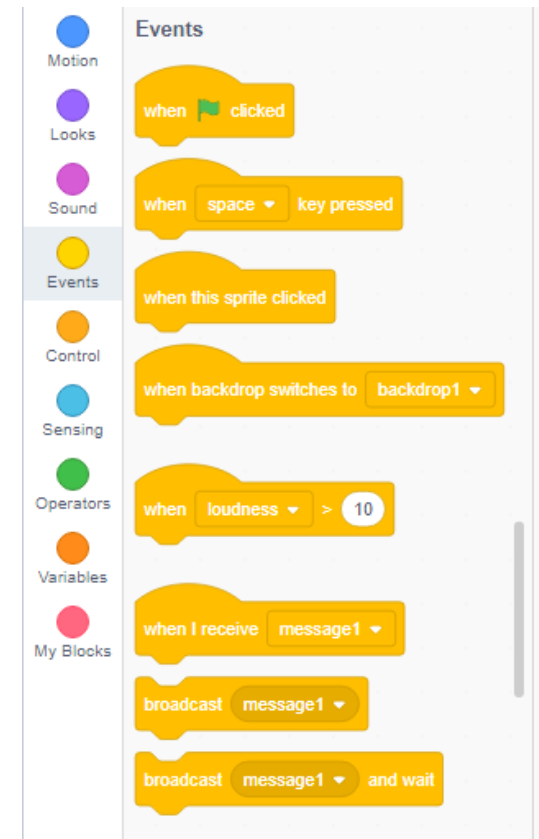 Motion
Looks
Sound
Events
Control
Sensing
Operators
Variables
My Blocks
Events
when clicked
when space key pressed
when this sprite clicked
when backdrop switches to backdrop1
when loudness > 10
when I receive message1
broadcast message1
broadcast message1 and wait